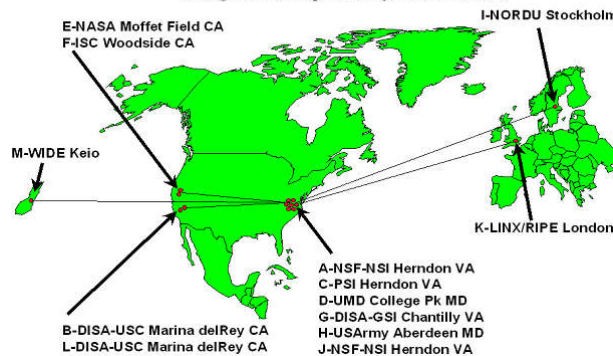 E-NASA Moffet Field CA
F-ISC Woodside CA
I-NORDU Stockholm
M-WIDE Keio
K-LINX/RIPE London
A-NSF-NSI Herndon VA
C-PSI Herndon VA
D-UMD College Pk MD
G-DISA-GSI Chantilly VA
H-USArmy Aberdeen MD
J-NSF-NSI Herndon VA
B-DISA-USC Marina delRey CA
L-DISA-USC Marina delRey CA